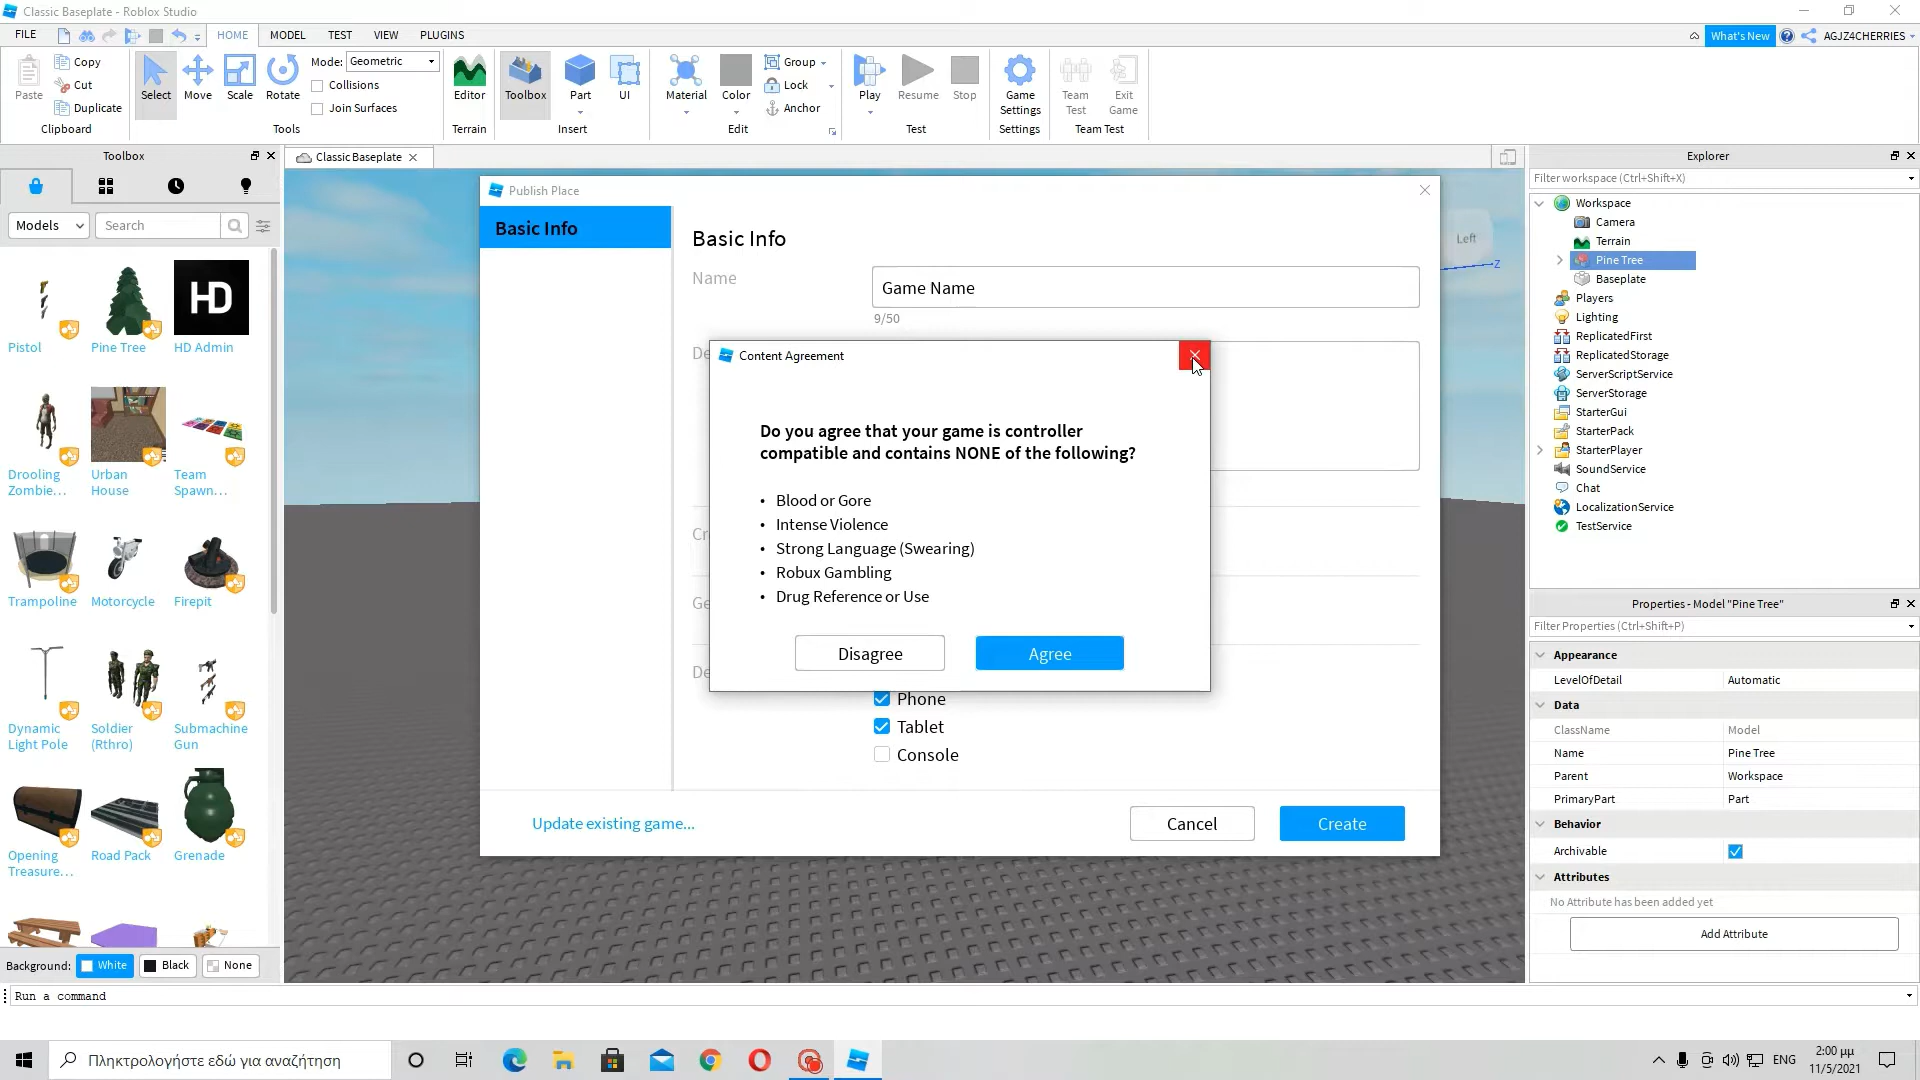 Classic Baseplate - Roblox Studio
FILE
HOME
MODEL
TEST
VIEW
PLUGINS
What's New
AGJZ4CHERRIES
Paste
Copy
Cut
Duplicate
Clipboard
Select
Move
Scale
Rotate
Mode: Geometric
Collisions
Join Surfaces
Tools
Editor
Terrain
Toolbox
Part
UI
Insert
Material
Color
Group
Lock
Anchor
Edit
Play
Resume
Stop
Test
Game Settings
Settings
Team Test
Exit Game
Team Test
Toolbox
Models
Search
Pistol
Pine Tree
HD
HD Admin
Drooling Zombie...
Urban House
Team Spawn...
Trampoline
Motorcycle
Firepit
Dynamic Light Pole
Soldier (Rthro)
Submachine Gun
Opening Treasure...
Road Pack
Grenade
Background:
White
Black
None
Run a command
Classic Baseplate
Left
Z
Publish Place
Basic Info
Basic Info
Name
Game Name
9/50
De
Cr
Ge
De
Content Agreement
Do you agree that your game is controller
compatible and contains NONE of the following?
• Blood or Gore
• Intense Violence
• Strong Language (Swearing)
• Robux Gambling
• Drug Reference or Use
Disagree
Agree
Phone
Tablet
Console
Update existing game...
Cancel
Create
Explorer
Filter workspace (Ctrl+Shift+X)
Workspace
Camera
Terrain
Pine Tree
Baseplate
Players
Lighting
ReplicatedFirst
ReplicatedStorage
ServerScriptService
ServerStorage
StarterGui
StarterPack
StarterPlayer
SoundService
Chat
LocalizationService
TestService
Properties - Model "Pine Tree"
Filter Properties (Ctrl+Shift+P)
Appearance
LevelOfDetail Automatic
Data
ClassName Model
Name Pine Tree
Parent Workspace
PrimaryPart Part
Behavior
Archivable
Attributes
No Attribute has been added yet
Add Attribute
Πληκτρολογήστε εδώ για αναζήτηση
ENG
2:00 μμ
11/5/2021